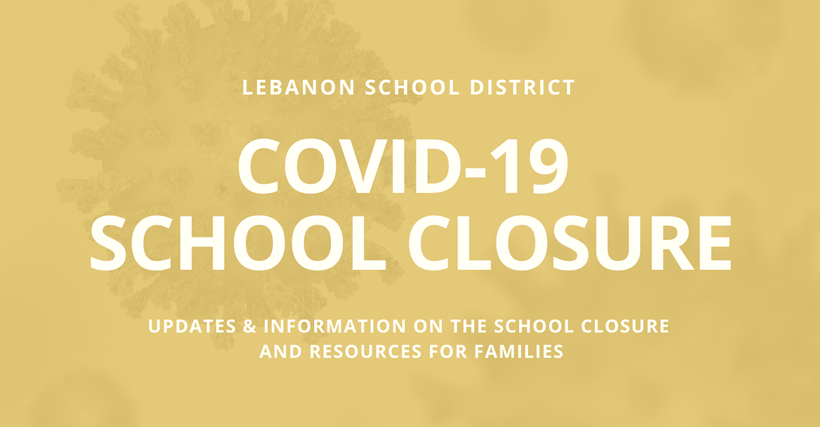 LEBANON SCHOOL DISTRICT
COVID-19
SCHOOL CLOSURE
UPDATES & INFORMATION ON THE SCHOOL CLOSURE
AND RESOURCES FOR FAMILIES